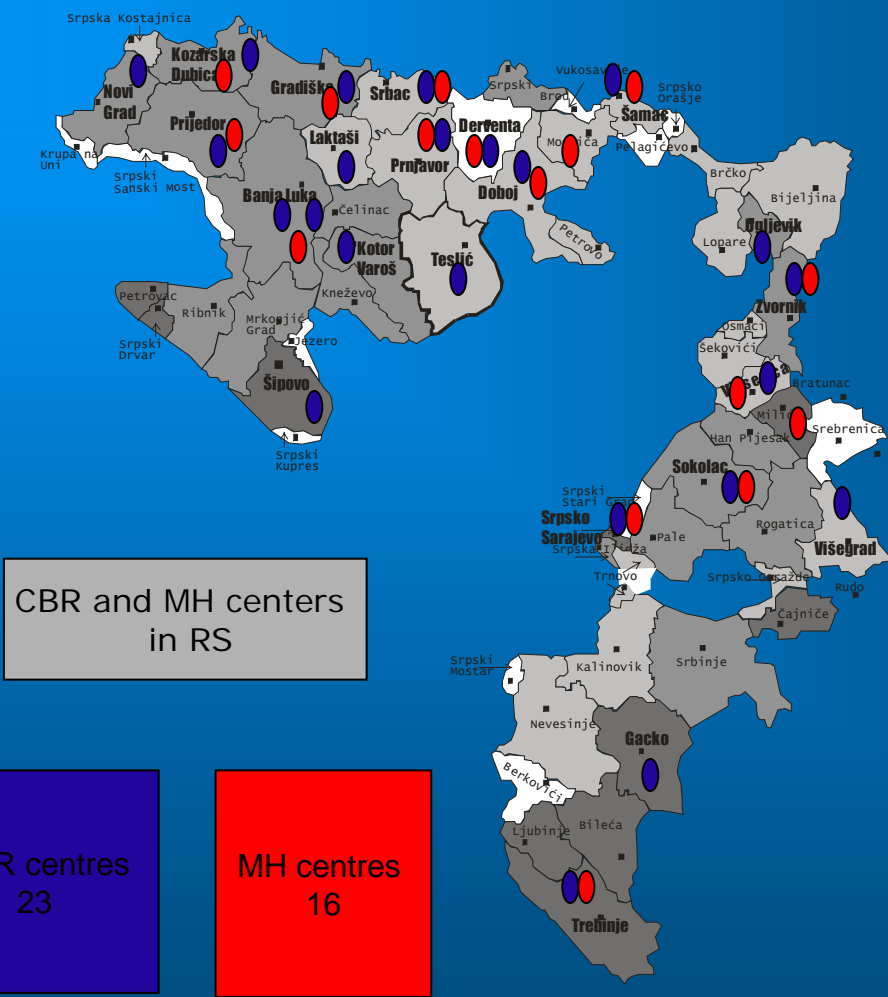 Srpska Kostajnica
Kozarska
Dubica
Novi
Grad
Gradiška
Srbac
Srpski
Brod
Vukosavlje
Srpsko
Orašje
Šamac
Pelagićevo
Prijedor
Laktaši
Prnjavor
Derventa
Doboj
Brčko
Bijeljina
Krupa na
Uni
Srpski
Sanski Most
Banja Luka
Čelinac
Kotor
Varoš
Teslić
Petrovo
Lopare
Ugljevik
Zvornik
Petrovac
Ribnik
Mrkonjić
Grad
Kneževo
Jezero
Srpski
Drvar
Šipovo
Srpski
Kupres
Osmaci
Šekovići
Bratunac
Srebrenica
Han Pijesak
Sokolac
Srpski
Stari Grad
Srpsko
Sarajevo
Srpska Ilidža
Pale
Rogatica
Višegrad
Trnovo
Srpsko Goražde
Rudo
Čajniče
CBR and MH centers
in RS
Srpski
Mostar
Kalinovik
Srbinje
Nevesinje
Gacko
Berkovići
Ljubinje
Bileća
Trebinje
R centres
23
MH centres
16